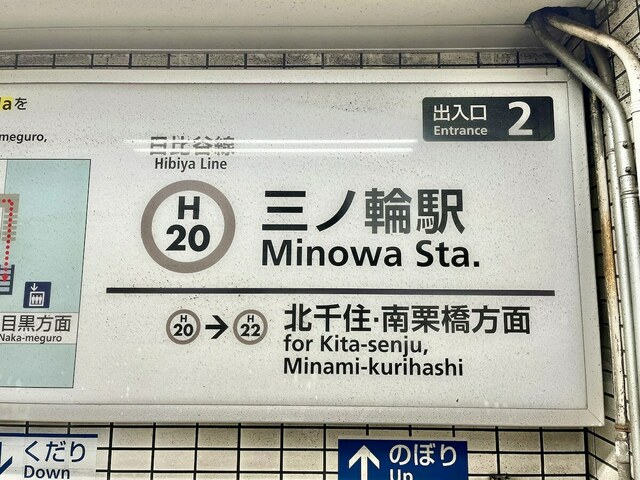 aを
meguro,
出入口
Entrance 2
日比谷線
Hibiya Line
H
20
三ノ輪駅
Minowa Sta.
H
20
→
H
22
北千住・南栗橋方面
for Kita-senju,
Minami-kurihashi
目黒方面
Naka-meguro
くだり
Down
↑ のぼり
Up